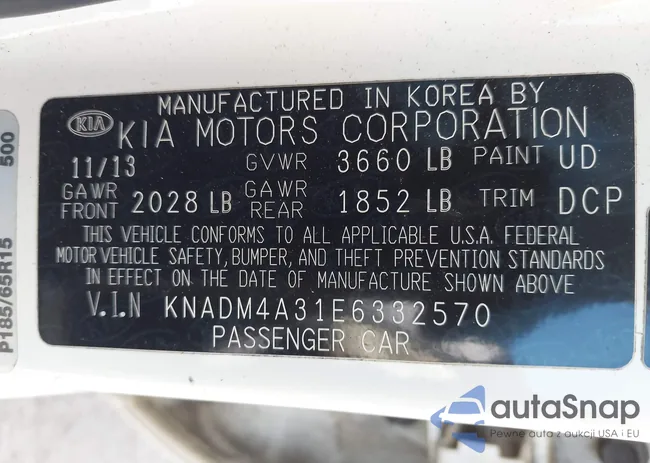 MANUFACTURED IN KOREA BY
KIA KIA MOTORS CORPORATION
11/13 GVWR 3660 LB PAINT UD
GAWR FRONT 2028 LB GAWR REAR 1852 LB TRIM DCP
THIS VEHICLE CONFORMS TO ALL APPLICABLE U.S.A. FEDERAL
MOTOR VEHICLE SAFETY, BUMPER, AND THEFT PREVENTION STANDARDS
IN EFFECT ON THE DATE OF MANUFACTURE SHOWN ABOVE
V.I.N KNADM4A31E6332570
PASSENGER CAR
P185/65R15 500
autaSnap
Pewne auta z aukcji USA i EU